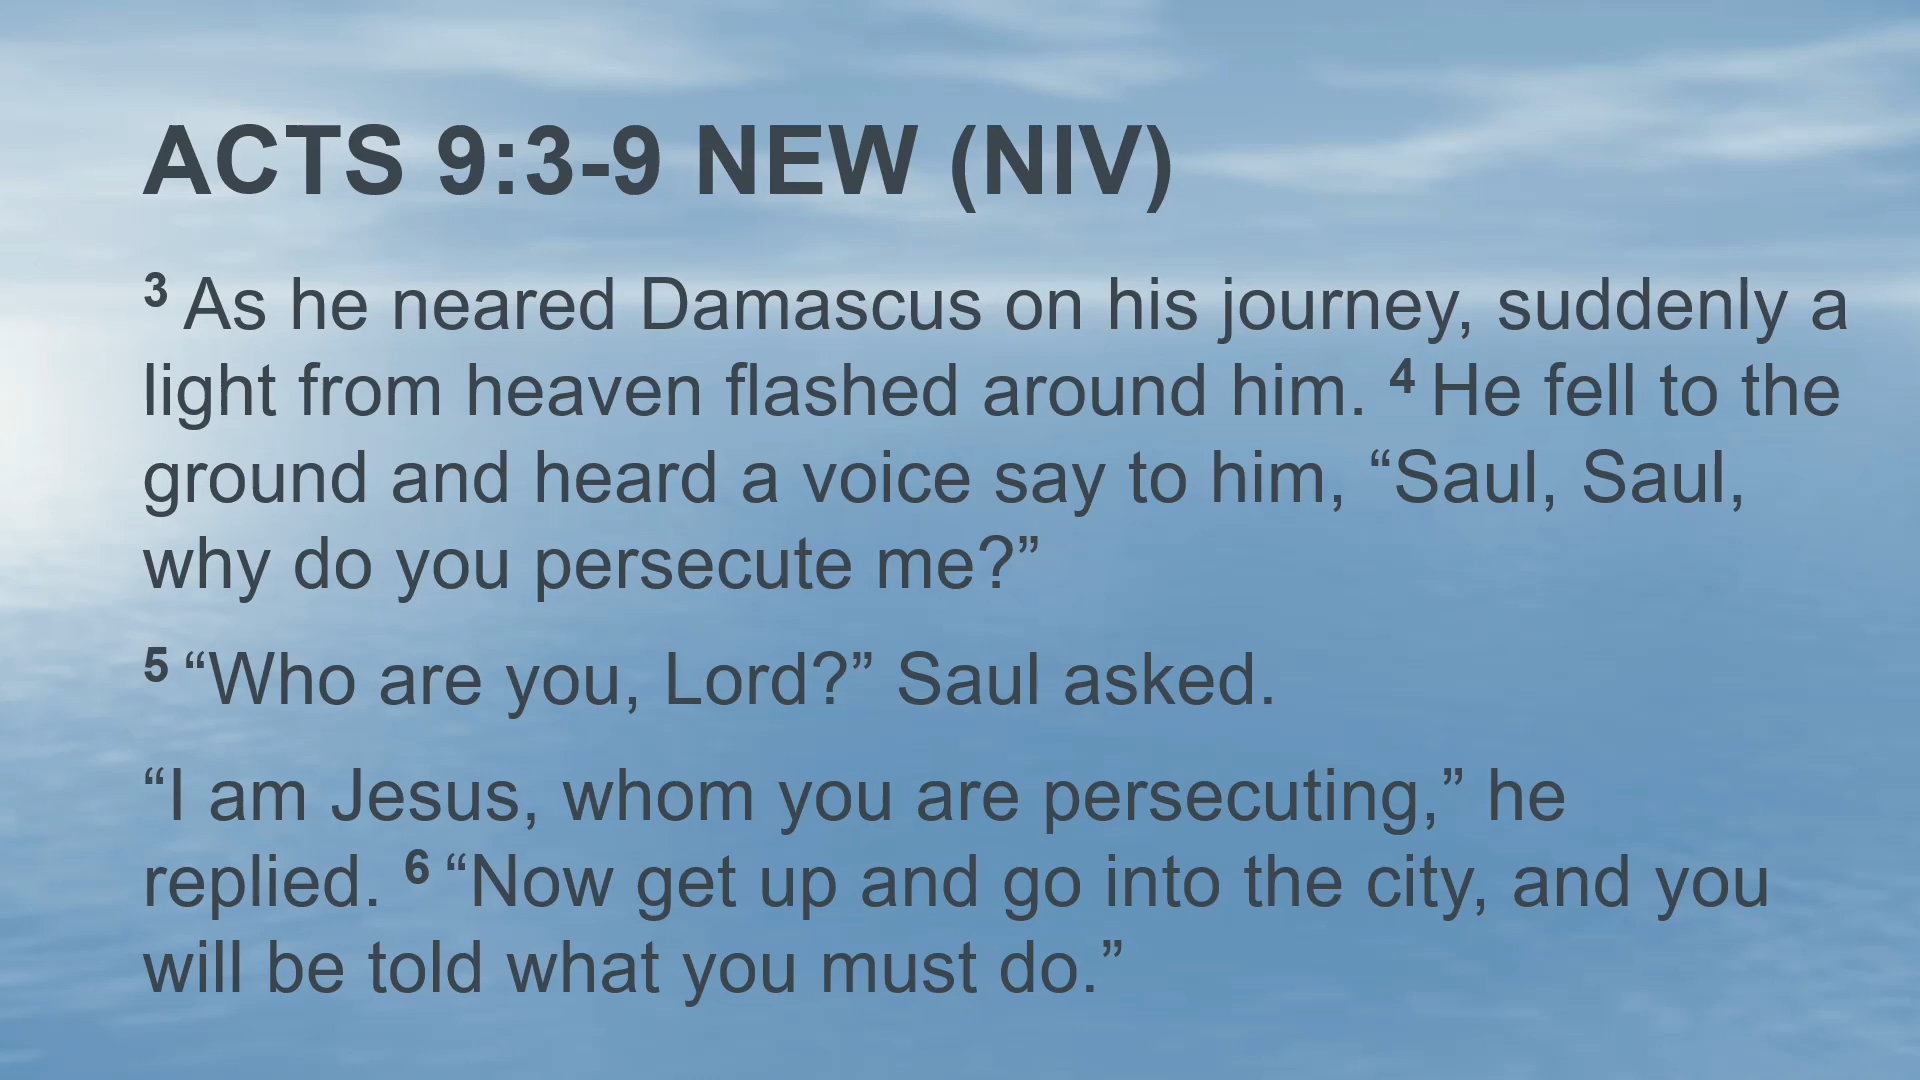 ACTS 9:3-9 NEW (NIV)
3 As he neared Damascus on his journey, suddenly a
light from heaven flashed around him. 4 He fell to the
ground and heard a voice say to him, “Saul, Saul,
why do you persecute me?”
5 “Who are you, Lord?” Saul asked.
“I am Jesus, whom you are persecuting,” he
replied. 6 “Now get up and go into the city, and you
will be told what you must do.”